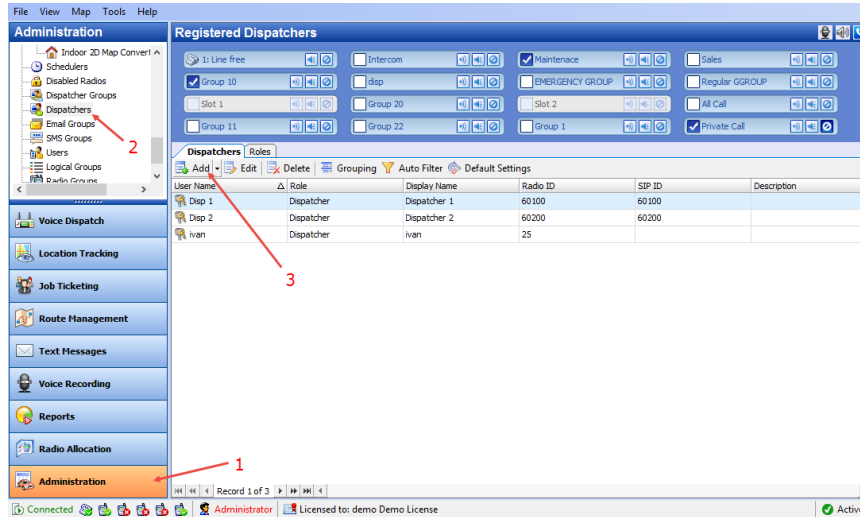 File View Map Tools Help
Administration
Registered Dispatchers
Indoor 2D Map Convert
Schedulers
Disabled Radios
Dispatcher Groups
Dispatchers
Email Groups
SMS Groups
Users
Logical Groups
Radio Groups
2
1: Line free
Intercom
Maintenace
Sales
Group 10
disp
EMERGENCY GROUP
Regular GGROUP
Slot 1
Group 20
Slot 2
All Call
Group 11
Group 22
Group 1
Private Call
Dispatchers Roles
Add Edit Delete Grouping Auto Filter Default Settings
User Name Role Display Name Radio ID SIP ID Description
Disp 1 Dispatcher Dispatcher 1 60100 60100
Disp 2 Dispatcher Dispatcher 2 60200 60200
ivan Dispatcher ivan 25
3
Voice Dispatch
Location Tracking
Job Ticketing
Route Management
Text Messages
Voice Recording
Reports
Radio Allocation
Administration
1
Record 1 of 3
Connected
Administrator
Licensed to: demo Demo License
Activ